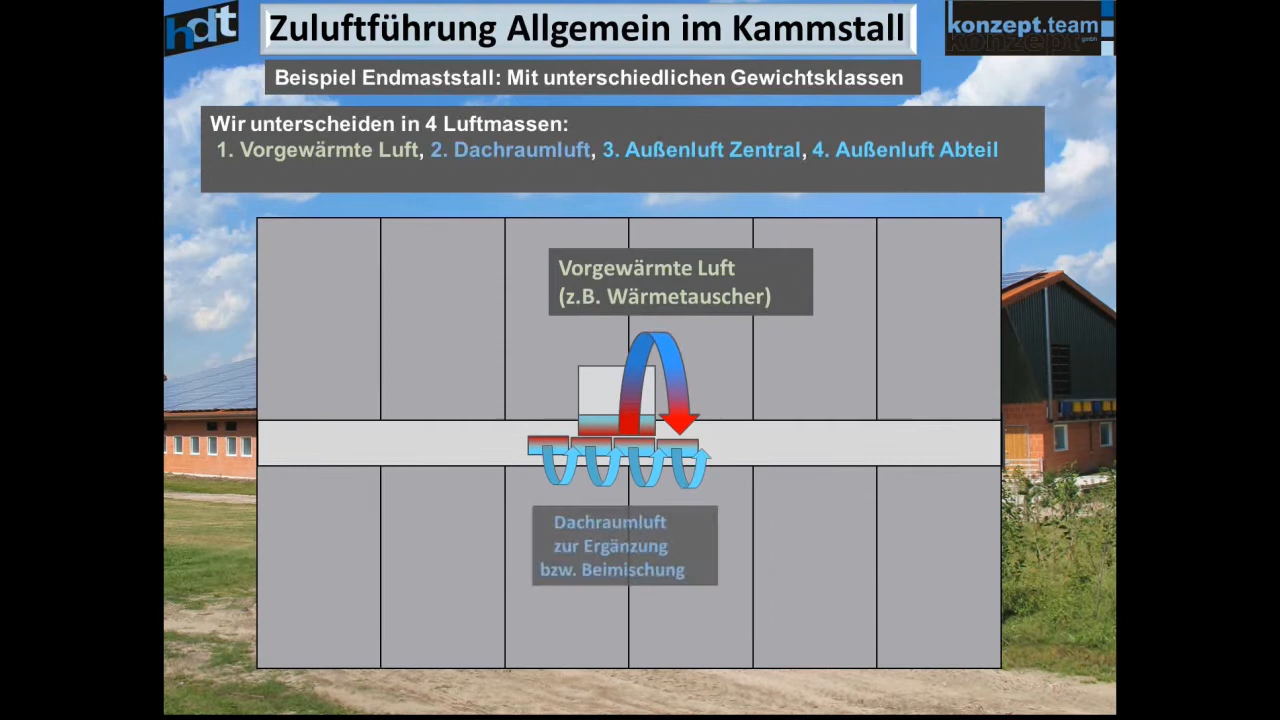 hdt
Zuluftführung Allgemein im Kammstall
konzept.team
gmbh
Beispiel Endmaststall: Mit unterschiedlichen Gewichtsklassen
Wir unterscheiden in 4 Luftmassen:
1. Vorgewärmte Luft, 2. Dachraumluft, 3. Außenluft Zentral, 4. Außenluft Abteil
Vorgewärmte Luft
(z.B. Wärmetauscher)
Dachraumluft
zur Ergänzung
bzw. Beimischung